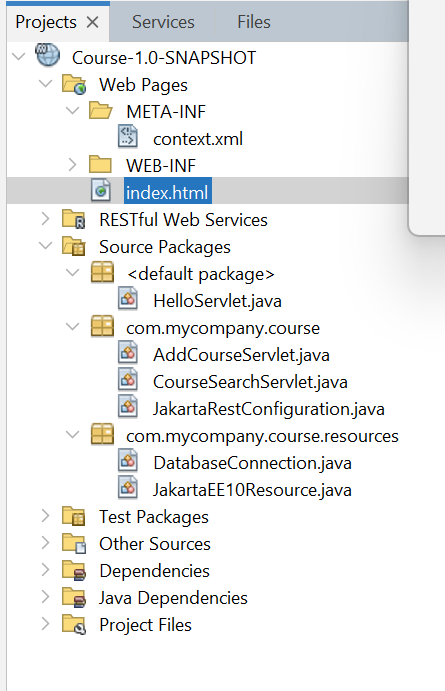 Projects Services Files
Course-1.0-SNAPSHOT
Web Pages
META-INF
context.xml
WEB-INF
index.html
RESTful Web Services
Source Packages
<default package>
HelloServlet.java
com.mycompany.course
AddCourseServlet.java
CourseSearchServlet.java
JakartaRestConfiguration.java
com.mycompany.course.resources
DatabaseConnection.java
JakartaEE10Resource.java
Test Packages
Other Sources
Dependencies
Java Dependencies
Project Files